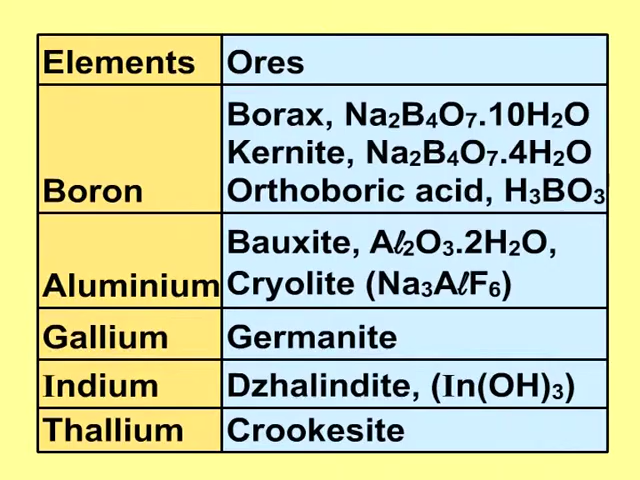 Elements Ores
Borax, Na₂B₄O₇.10H₂O
Kernite, Na₂B₄O₇.4H₂O
Boron Orthoboric acid, H₃BO₃
Bauxite, Aℓ₂O₃.2H₂O,
Aluminium Cryolite (Na₃AℓF₆)
Gallium Germanite
Indium Dzhalindite, (In(OH)₃)
Thallium Crookesite